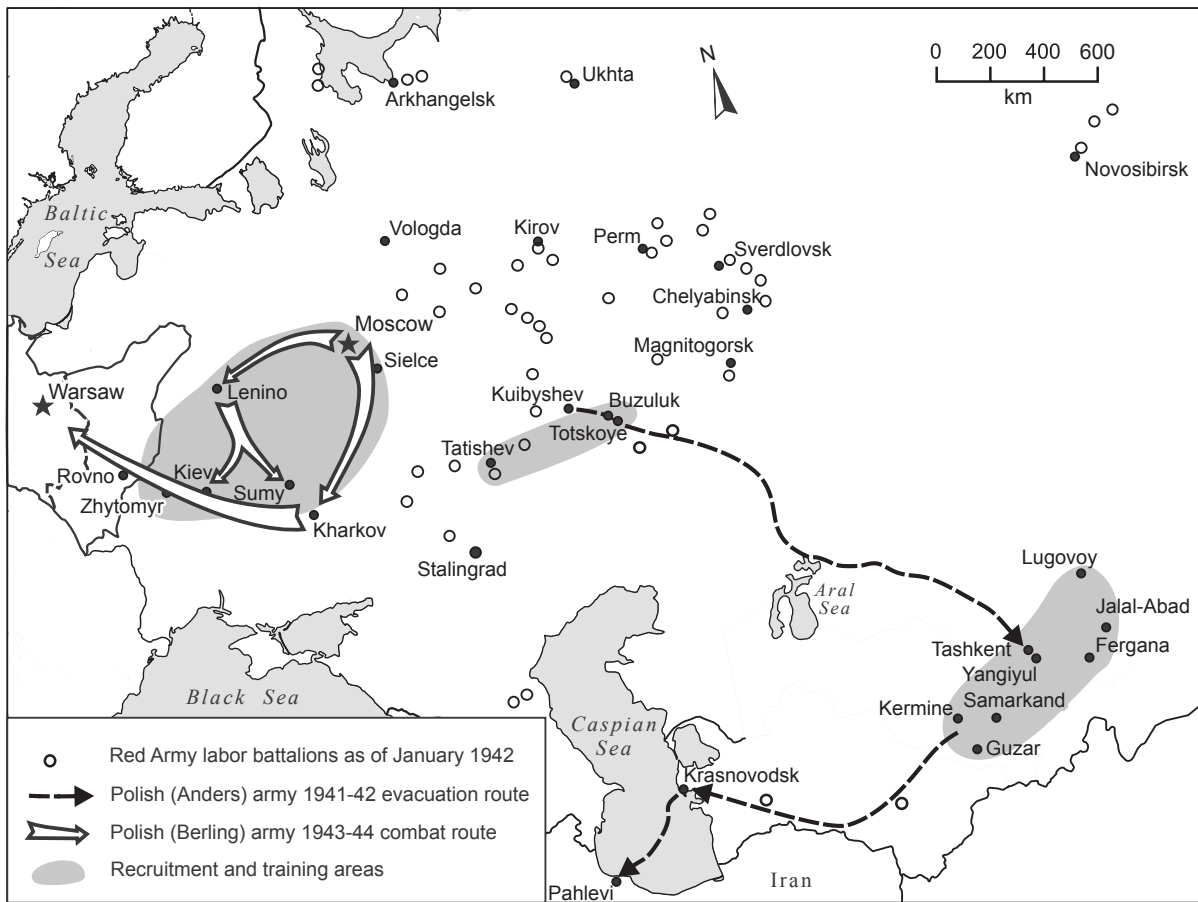 N
0 200 400 600
km
Ukhta
Arkhangelsk
Novosibirsk
Baltic
Sea
Vologda
Kirov
Perm
Sverdlovsk
Chelyabinsk
Moscow
Sielce
Magnitogorsk
Warsaw
Lenino
Kuibyshev
Buzuluk
Totskoye
Tatishev
Rovno
Kiev
Sumy
Zhytomyr
Kharkov
Stalingrad
Lugovoy
Aral
Sea
Jalal-Abad
Tashkent
Fergana
Yangiyul
Black Sea
Samarkand
Kermine
Caspian
Sea
Guzar
Krasnovodsk
Pahlevi
Iran
Red Army labor battalions as of January 1942
Polish (Anders) army 1941-42 evacuation route
Polish (Berling) army 1943-44 combat route
Recruitment and training areas